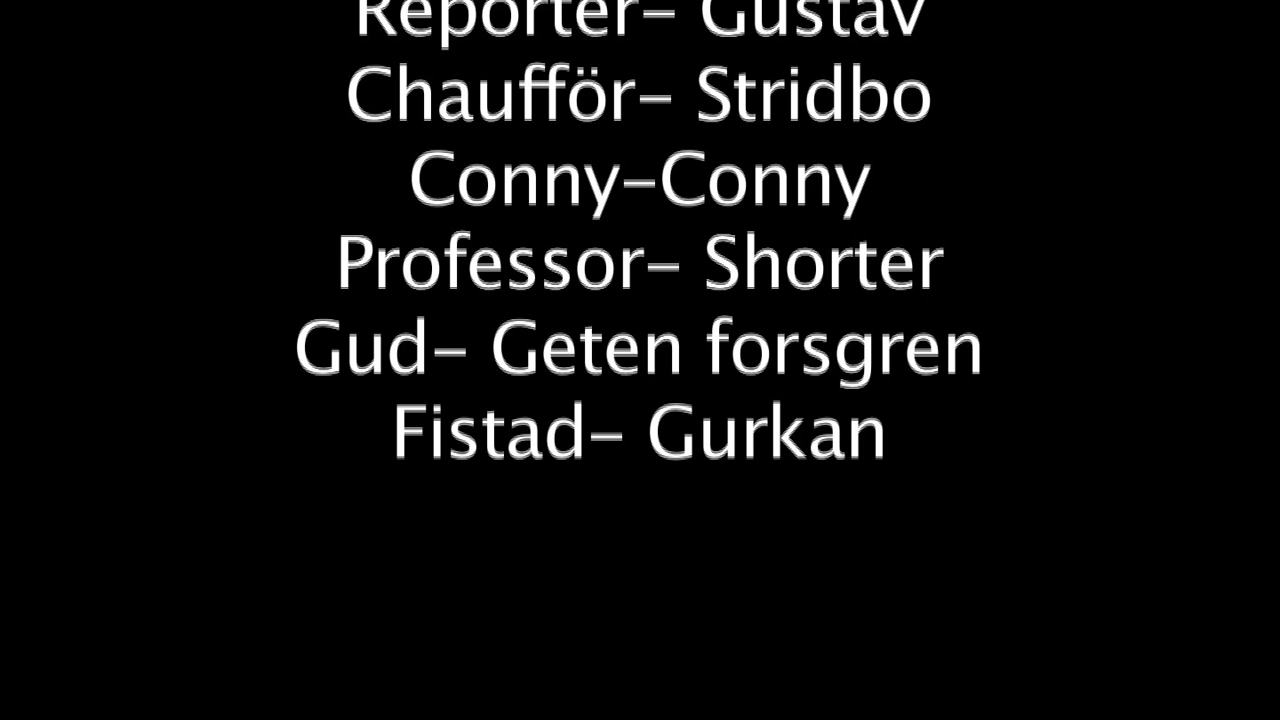 Reporter- Gustav
Chaufför- Stridbo
Conny-Conny
Professor- Shorter
Gud- Geten forsgren
Fistad- Gurkan